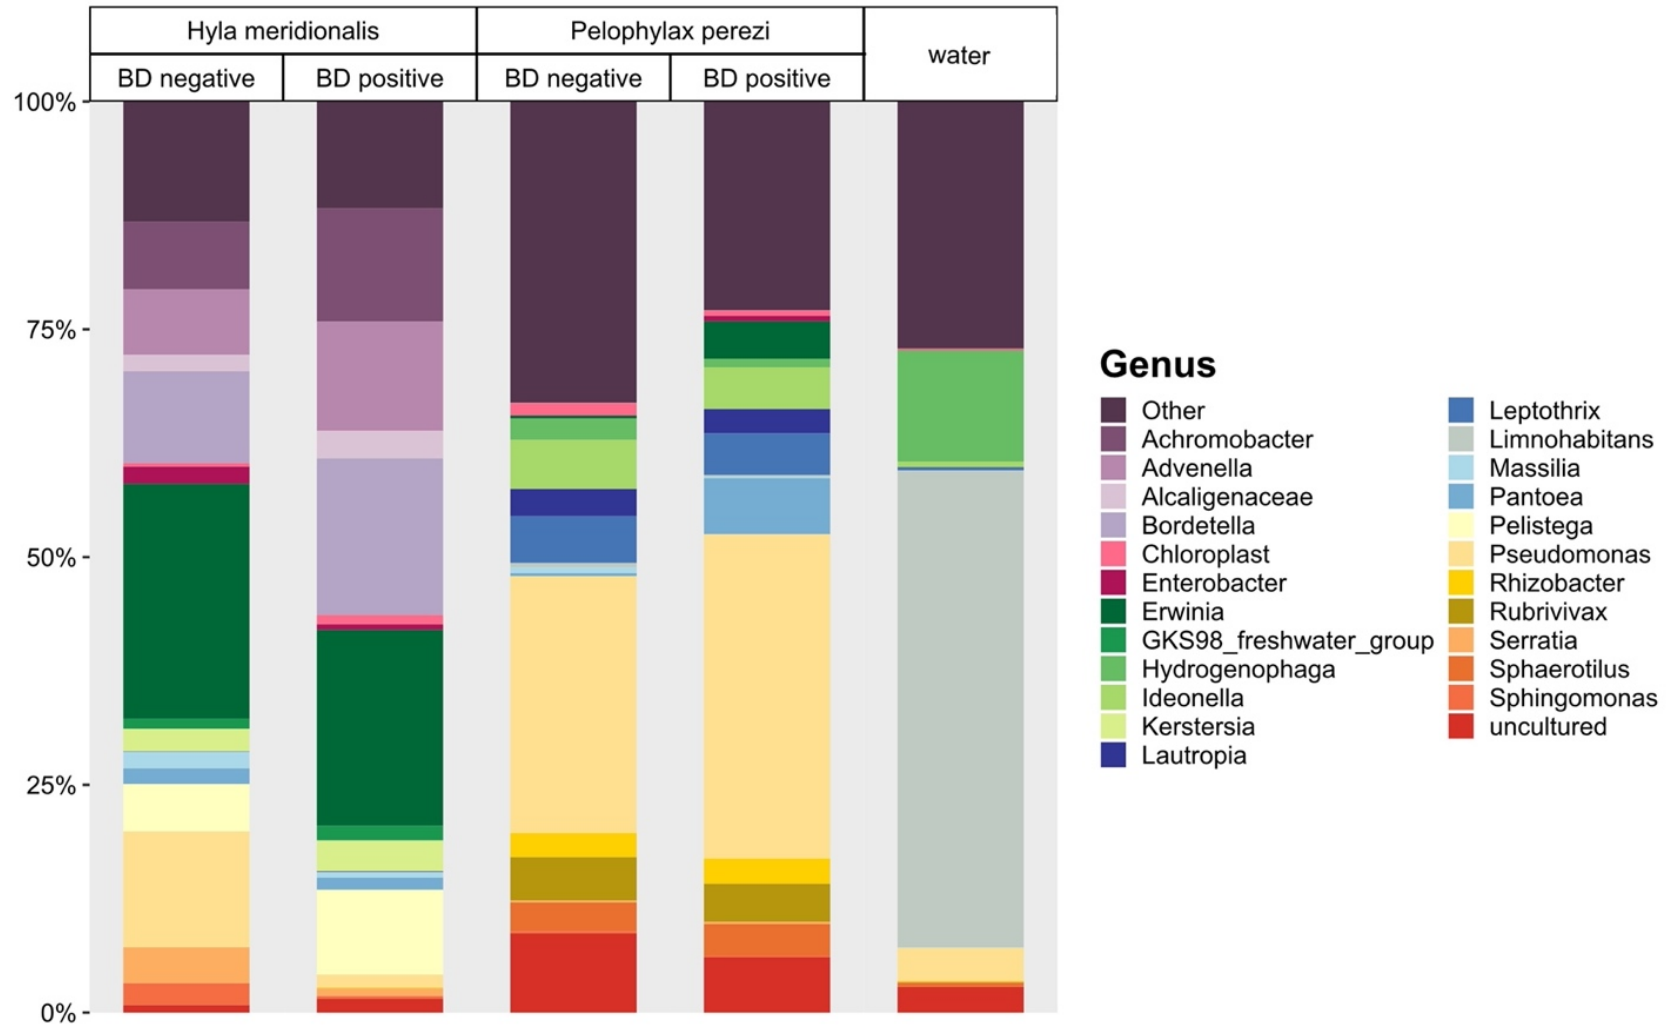 Hyla meridionalis
Pelophylax perezi
water
BD negative
BD positive
BD negative
BD positive
100%
75%
50%
25%
0%
Genus
Other
Achromobacter
Advenella
Alcaligenaceae
Bordetella
Chloroplast
Enterobacter
Erwinia
GKS98_freshwater_group
Hydrogenophaga
Ideonella
Kerstersia
Lautropia
Leptothrix
Limnohabitans
Massilia
Pantoea
Pelistega
Pseudomonas
Rhizobacter
Rubrivivax
Serratia
Sphaerotilus
Sphingomonas
uncultured